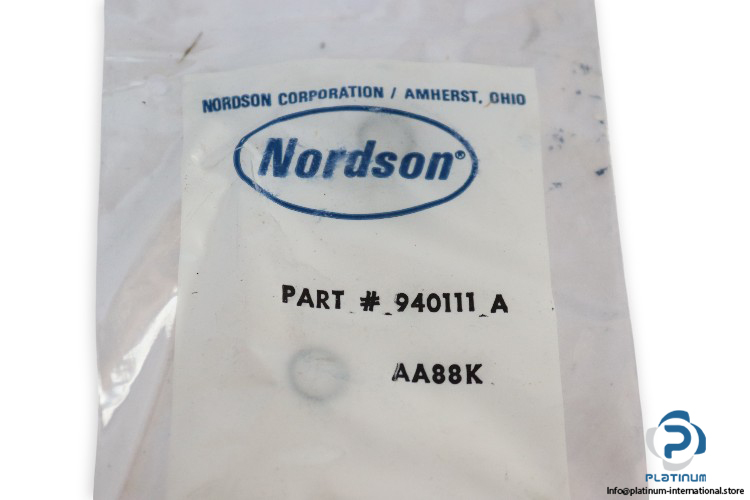 NORDSON CORPORATION / AMHERST, OHIO
Nordson®
PART # 940111 A
AA88K
PLATINUM
Info@platinum-international.store